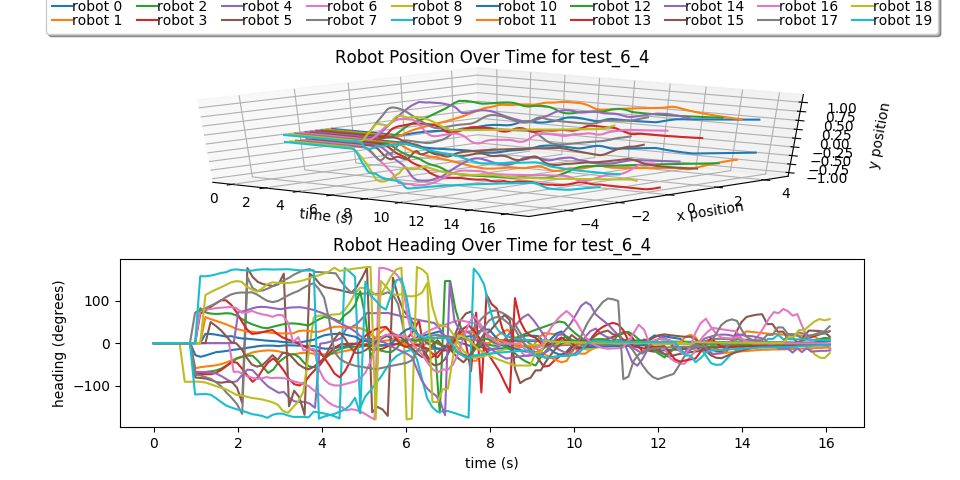 robot 0 robot 2 robot 4 robot 6 robot 8 robot 10 robot 12 robot 14 robot 16 robot 18
robot 1 robot 3 robot 5 robot 7 robot 9 robot 11 robot 13 robot 15 robot 17 robot 19
Robot Position Over Time for test_6_4
1.00
0.75
0.50
0.25
0.00
−0.25
−0.50
−0.75
−1.00
y position
0 2 4 6 8 10 12 14 16
time (s)
−4 −2 0 2 4
x position
Robot Heading Over Time for test_6_4
100
0
−100
heading (degrees)
0 2 4 6 8 10 12 14 16
time (s)